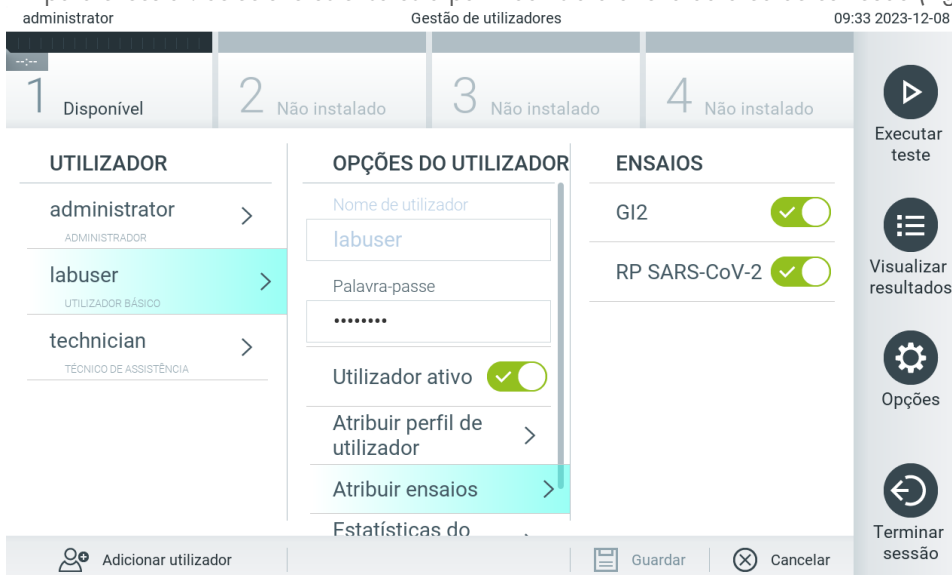 administrator
Gestão de utilizadores
09:33 2023-12-08
--:--
1 Disponível
2 Não instalado
3 Não instalado
4 Não instalado
Executar
teste
Visualizar
resultados
Opções
Terminar
sessão
UTILIZADOR
administrator
ADMINISTRADOR
labuser
UTILIZADOR BÁSICO
technician
TÉCNICO DE ASSISTÊNCIA
OPÇÕES DO UTILIZADOR
Nome de utilizador
labuser
Palavra-passe
••••••••
Utilizador ativo
Atribuir perfil de
utilizador
Atribuir ensaios
Estatísticas do
ENSAIOS
GI2
RP SARS-CoV-2
Adicionar utilizador
Guardar
Cancelar